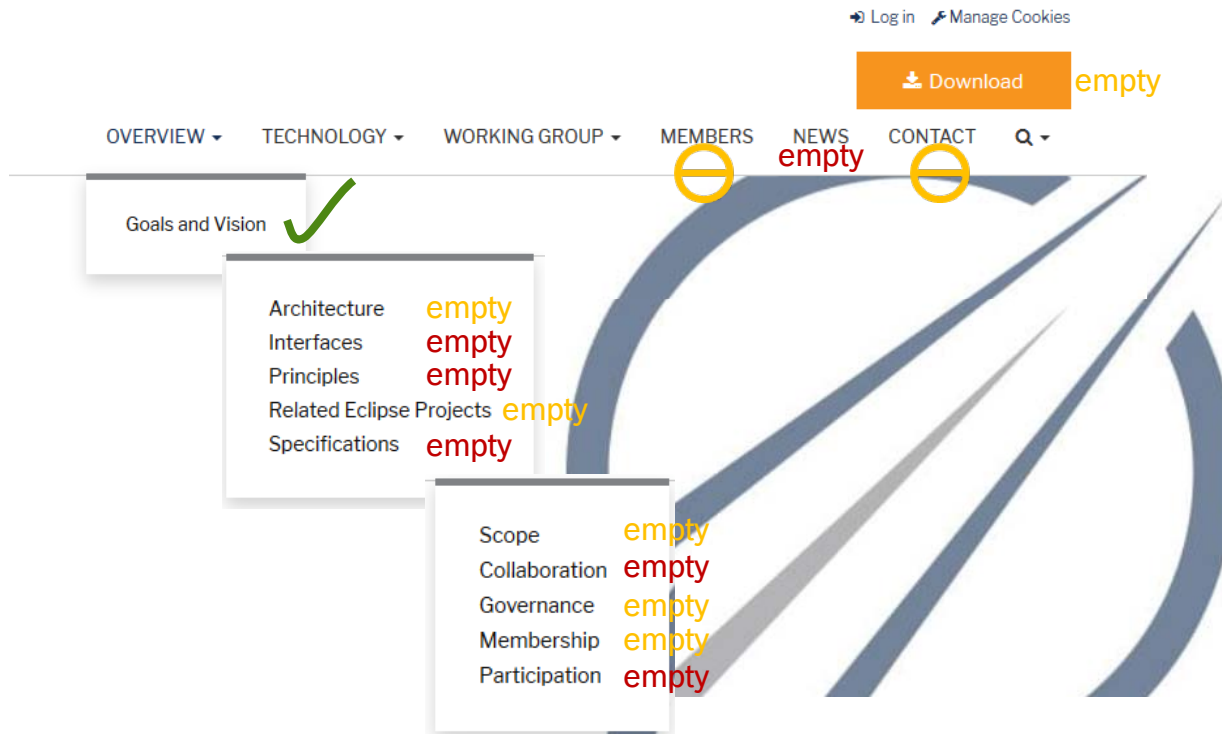 Log in Manage Cookies
Download empty
OVERVIEW TECHNOLOGY WORKING GROUP MEMBERS NEWS CONTACT
empty
Goals and Vision
Architecture empty
Interfaces empty
Principles empty
Related Eclipse Projects empty
Specifications empty
Scope empty
Collaboration empty
Governance empty
Membership empty
Participation empty